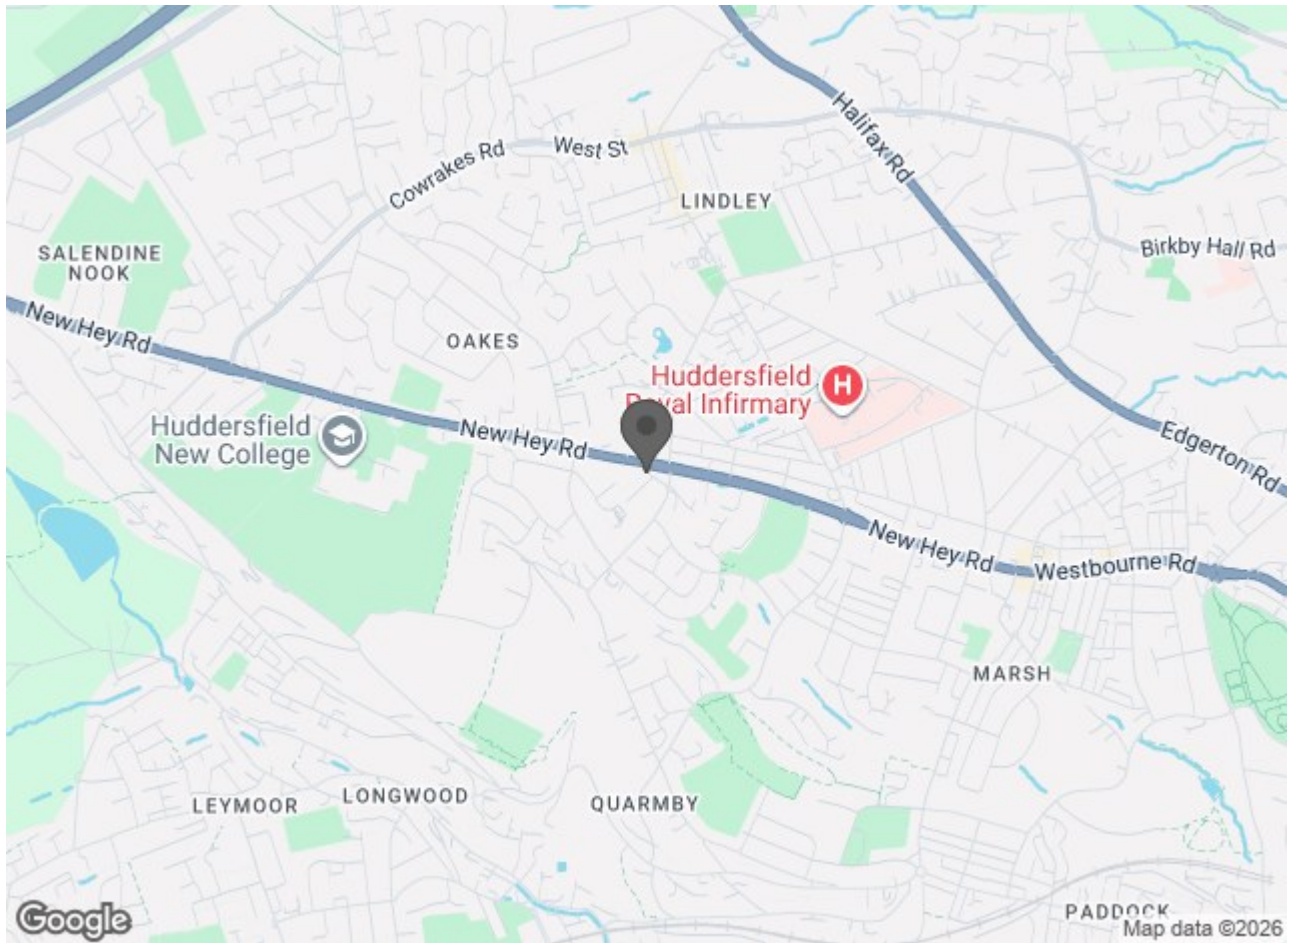 Halifax Rd
Cowrakes Rd
West St
LINDLEY
SALENDINE
NOOK
Birkby Hall Rd
New Hey Rd
OAKES
Huddersfield
Royal Infirmary
H
Huddersfield
New College
New Hey Rd
Edgerton Rd
New Hey Rd
Westbourne Rd
MARSH
LEYMOOR
LONGWOOD
QUARMBY
PADDOCK
Google
Map data ©2026